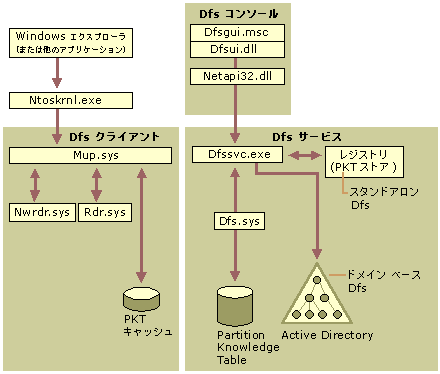 Windows エクスプローラ
(または他のアプリケーション)
Ntoskrnl.exe
Dfs クライアント
Mup.sys
Nwrdr.sys
Rdr.sys
PKT
キャッシュ
Dfs コンソール
Dfsgui.msc
Dfsui.dll
Netapi32.dll
Dfs サービス
Dfssvc.exe
レジストリ
(PKT ストア )
スタンドアロン
Dfs
Dfs.sys
ドメイン ベース
Dfs
Partition
Knowledge
Table
Active Directory